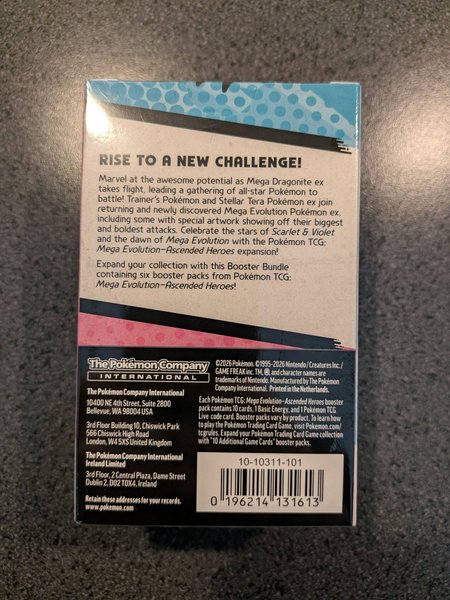 RISE TO A NEW CHALLENGE!
Marvel at the awesome potential as Mega Dragonite ex
takes flight, leading a gathering of all-star Pokémon to
battle! Trainer's Pokémon and Stellar Tera Pokémon ex join
returning and newly discovered Mega Evolution Pokémon ex,
including some with special artwork showing off their biggest
and boldest attacks. Celebrate the stars of Scarlet & Violet
and the dawn of Mega Evolution with the Pokémon TCG:
Mega Evolution—Ascended Heroes expansion!
Expand your collection with this Booster Bundle
containing six booster packs from Pokémon TCG:
Mega Evolution—Ascended Heroes!
The Pokémon Company
INTERNATIONAL
The Pokémon Company International
10400 NE 4th Street, Suite 2800
Bellevue, WA 98004 USA
3rd Floor Building 10, Chiswick Park
566 Chiswick High Road
London, W4 5XS United Kingdom
The Pokémon Company International
Ireland Limited
3rd Floor, 2 Central Plaza, Dame Street
Dublin 2, D02 T0X4, Ireland
Retain these addresses for your records.
www.pokemon.com
©2026 Pokémon. ©1995–2026 Nintendo/Creatures Inc./
GAME FREAK inc. TM, ®, and character names are
trademarks of Nintendo. Manufactured by The Pokémon
Company International. Printed in the Netherlands.
Each Pokémon TCG: Mega Evolution—Ascended Heroes booster
pack contains 10 cards, 1 Basic Energy, and 1 Pokémon TCG
Live code card. Booster packs vary by product. To learn how
to play the Pokémon Trading Card Game, visit Pokemon.com/
tcgrules. Expand your Pokémon Trading Card Game collection
with "10 Additional Game Cards" booster packs.
10-10311-101
0 196214 131613